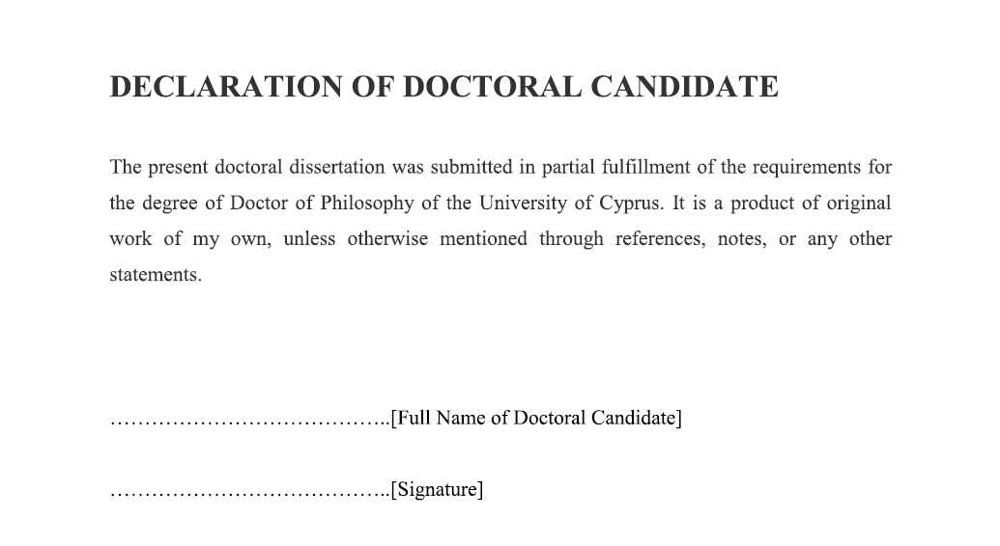 DECLARATION OF DOCTORAL CANDIDATE
The present doctoral dissertation was submitted in partial fulfillment of the requirements for
the degree of Doctor of Philosophy of the University of Cyprus. It is a product of original
work of my own, unless otherwise mentioned through references, notes, or any other
statements.
…………………………………..[Full Name of Doctoral Candidate]
…………………………………..[Signature]